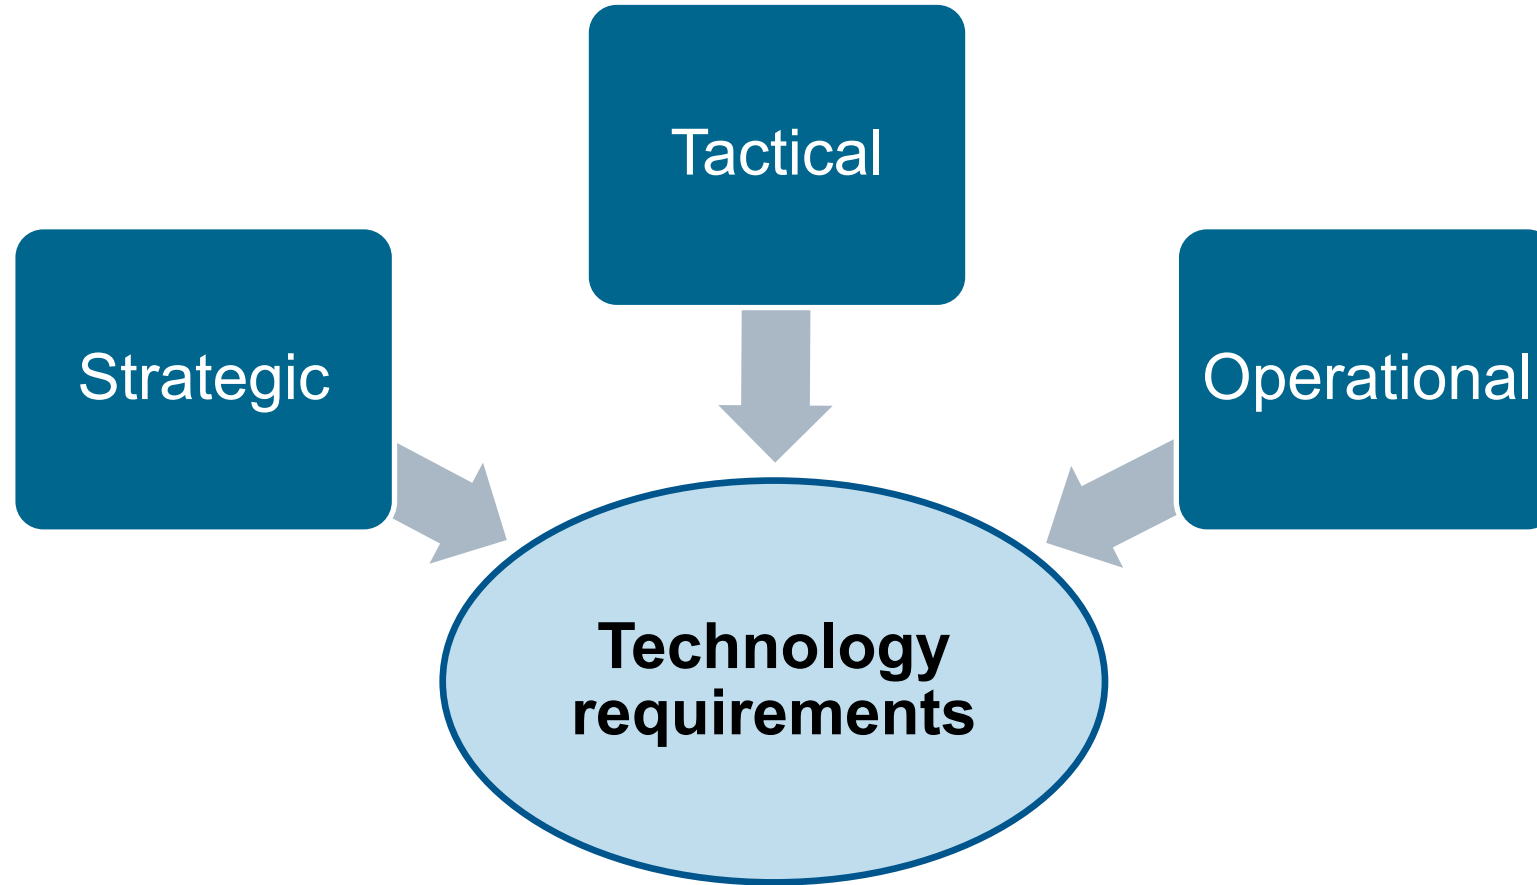 Tactical
Strategic
Operational
Technology
requirements